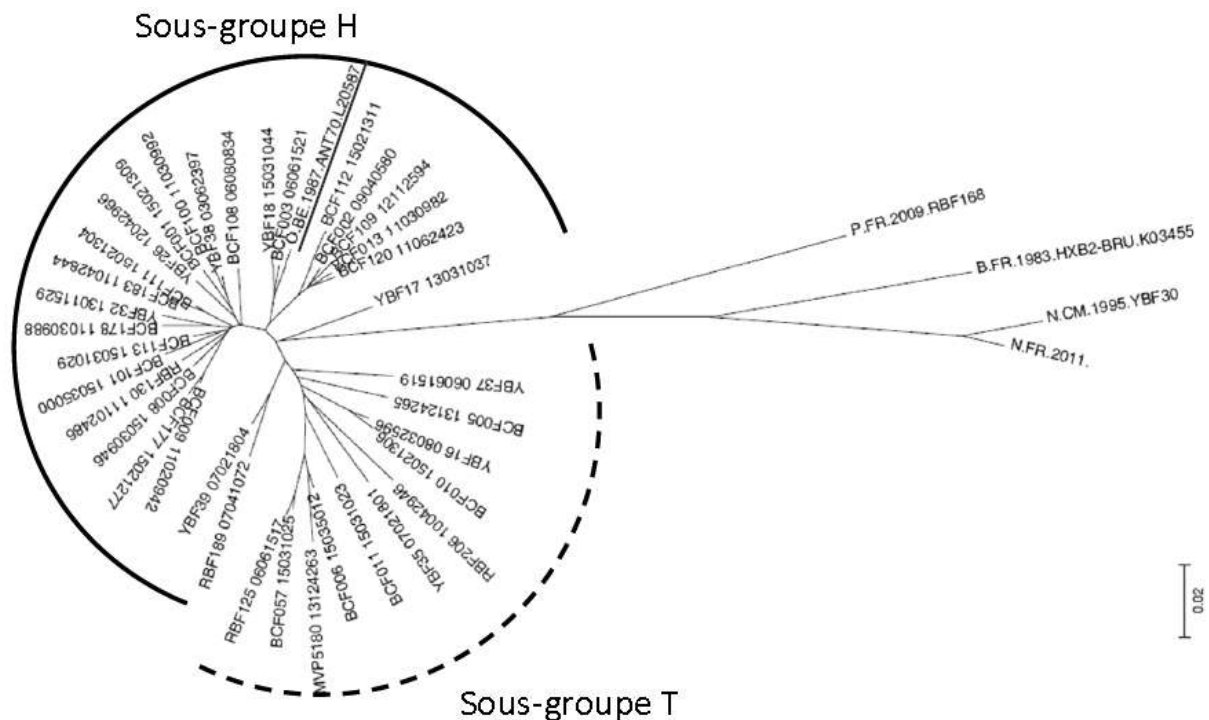 Sous-groupe H
BCF009 11020942
BCF177 15021277
BCF008 15030946
RBF130 11102486
BCF101 15035000
BCF113 15031029
BCF178 11030988
YBF32 13011529
BCF183 11042844
BCF111 15021304
YBF26 12042966
BCF001 15021309
BCF100 11030992
YBF38 03062397
BCF108 06080834
YBF18 15031044
BCF003 06061521
O.BE.1987.ANT70.L20587
BCF112 15021311
BCF002 09040580
BCF109 12112594
BCF013 11030982
BCF120 11062423
YBF17 13031037
P.FR.2009.RBF168
B.FR.1983.HXB2-BRU.K03455
N.CM.1995.YBF30
N.FR.2011.
YBF37 06061519
BCF005 13124265
YBF16 08032596
BCF010 15021306
RBF206 10042946
YBF35 07021801
BCF011 15031023
BCF006 15035012
MVP5180 13124263
BCF057 15031025
RBF125 06061517
RBF189 07041072
YBF39 07021804
0.02
Sous-groupe T